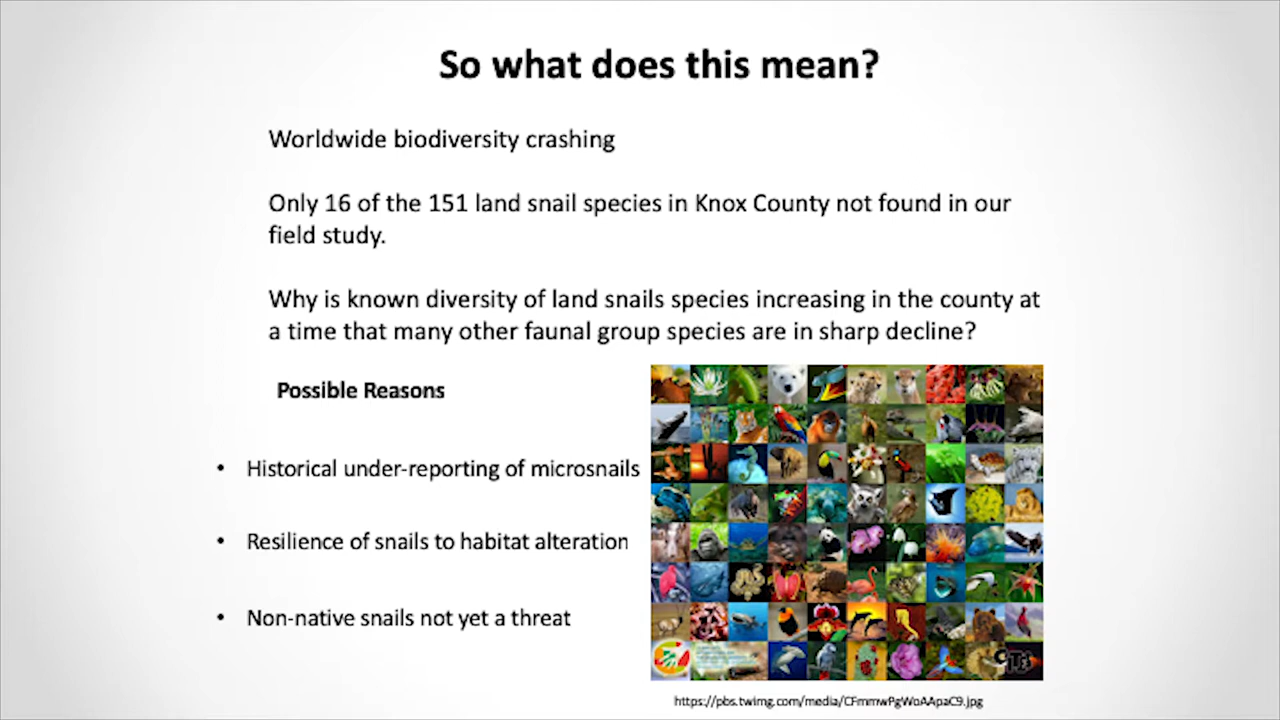 So what does this mean?
Worldwide biodiversity crashing
Only 16 of the 151 land snail species in Knox County not found in our
field study.
Why is known diversity of land snails species increasing in the county at
a time that many other faunal group species are in sharp decline?
Possible Reasons
• Historical under-reporting of microsnails
• Resilience of snails to habitat alteration
• Non-native snails not yet a threat
https://pbs.twimg.com/media/CFmmwPgWoAApaC9.jpg